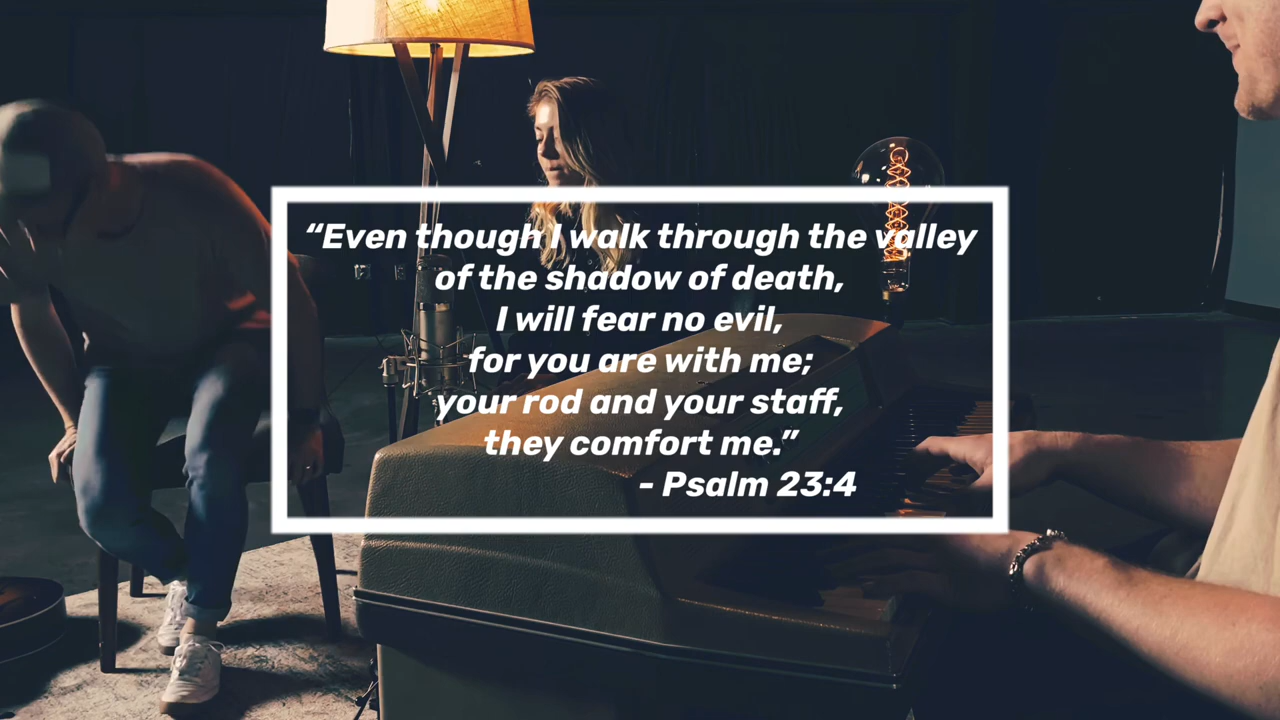 “Even though I walk through the valley
of the shadow of death,
I will fear no evil,
for you are with me;
your rod and your staff,
they comfort me.”
- Psalm 23:4